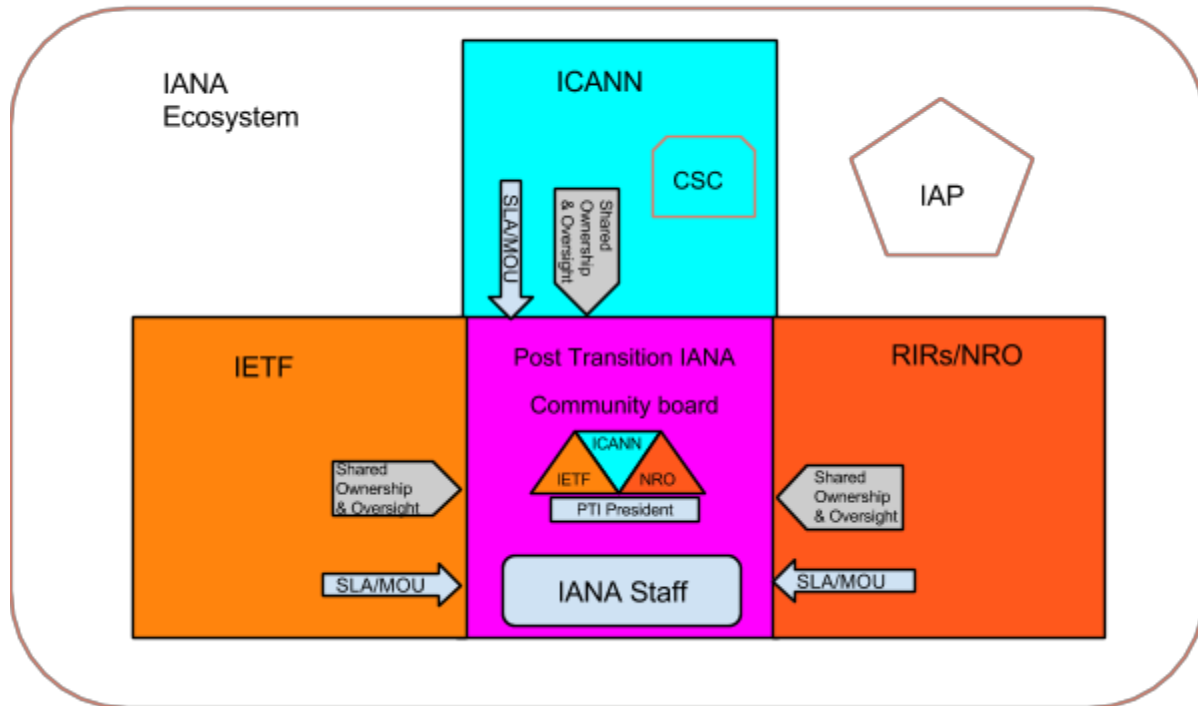 IANA
Ecosystem
ICANN
CSC
IAP
SLA/MOU
Shared
Ownership
& Oversight
IETF
Post Transition IANA
Community board
RIRs/NRO
ICANN
IETF
NRO
PTI President
Shared
Ownership
& Oversight
Shared
Ownership
& Oversight
SLA/MOU
IANA Staff
SLA/MOU